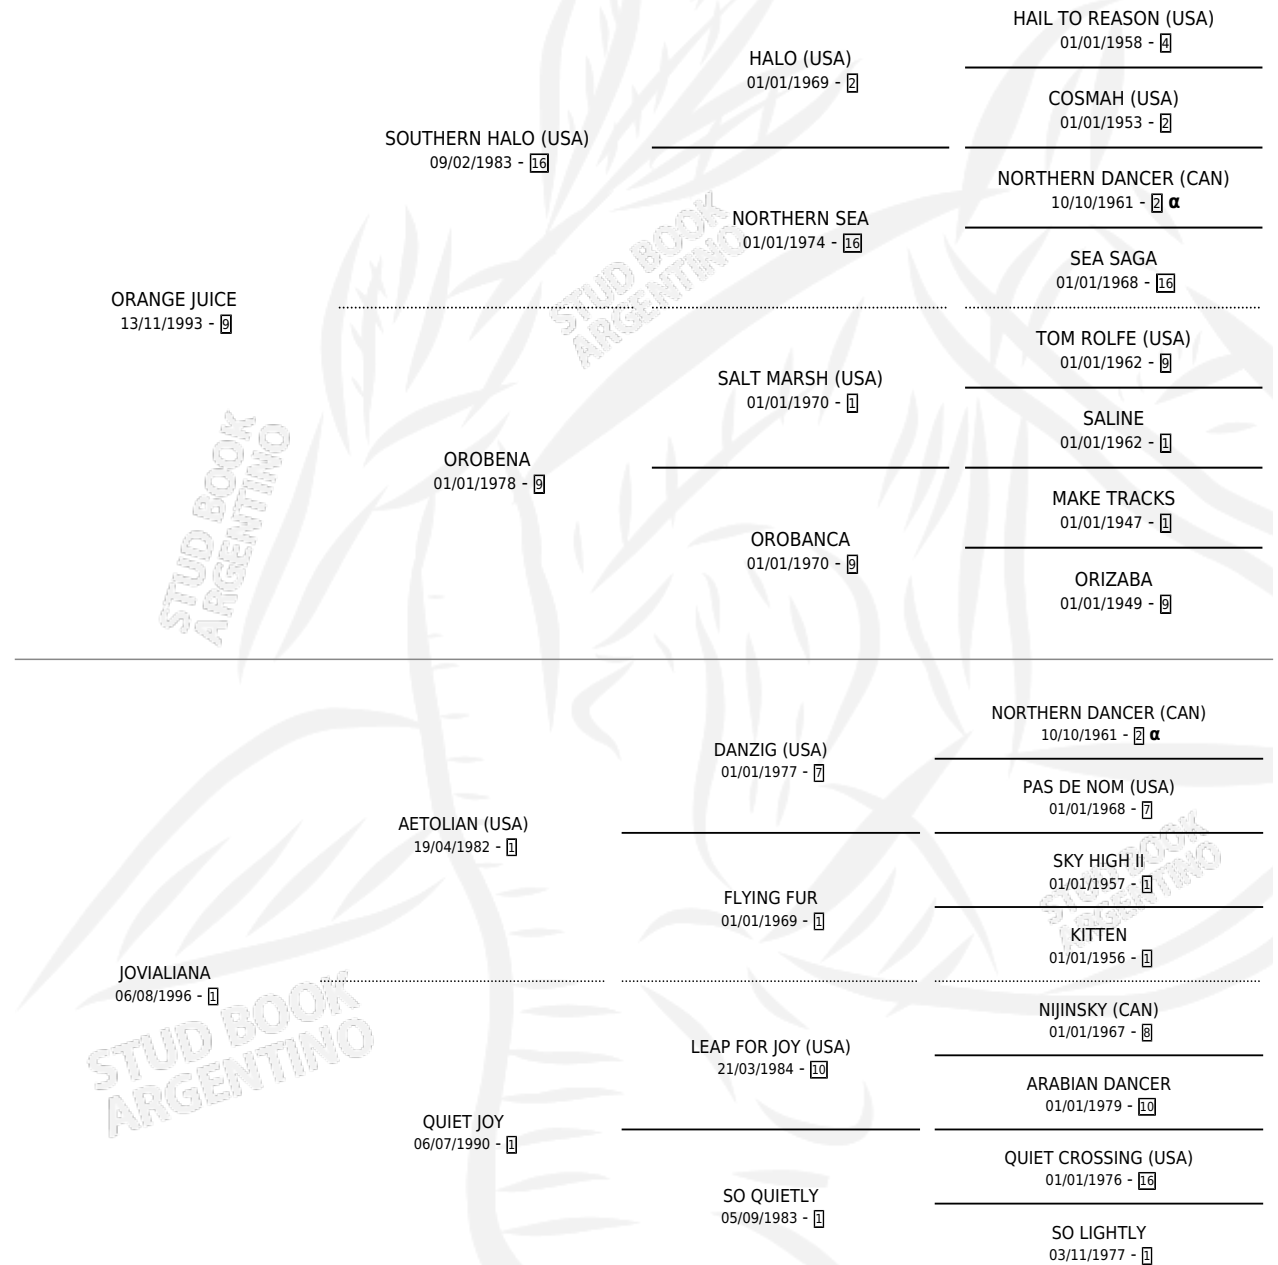 HAIL TO REASON (USA)
01/01/1958 - 4
HALO (USA)
01/01/1969 - 2
COSMAH (USA)
01/01/1953 - 2
SOUTHERN HALO (USA)
09/02/1983 - 16
NORTHERN DANCER (CAN)
10/10/1961 - 2 α
NORTHERN SEA
01/01/1974 - 16
SEA SAGA
01/01/1968 - 16
STUD BOOK
ARGENTINO
ORANGE JUICE
13/11/1993 - 9
TOM ROLFE (USA)
01/01/1962 - 9
SALT MARSH (USA)
01/01/1970 - 1
SALINE
01/01/1962 - 1
OROBENA
01/01/1978 - 9
MAKE TRACKS
01/01/1947 - 1
OROBANCA
01/01/1970 - 9
ORIZABA
01/01/1949 - 9
STUD BOOK
ARGENTINO
NORTHERN DANCER (CAN)
10/10/1961 - 2 α
DANZIG (USA)
01/01/1977 - 7
PAS DE NOM (USA)
01/01/1968 - 7
AETOLIAN (USA)
19/04/1982 - 1
SKY HIGH II
01/01/1957 - 1
FLYING FUR
01/01/1969 - 1
KITTEN
01/01/1956 - 1
STUD BOOK
ARGENTINO
JOVIALIANA
06/08/1996 - 1
NIJINSKY (CAN)
01/01/1967 - 8
LEAP FOR JOY (USA)
21/03/1984 - 10
ARABIAN DANCER
01/01/1979 - 10
QUIET JOY
06/07/1990 - 1
QUIET CROSSING (USA)
01/01/1976 - 16
SO QUIETLY
05/09/1983 - 1
SO LIGHTLY
03/11/1977 - 1
STUD BOOK
ARGENTINO